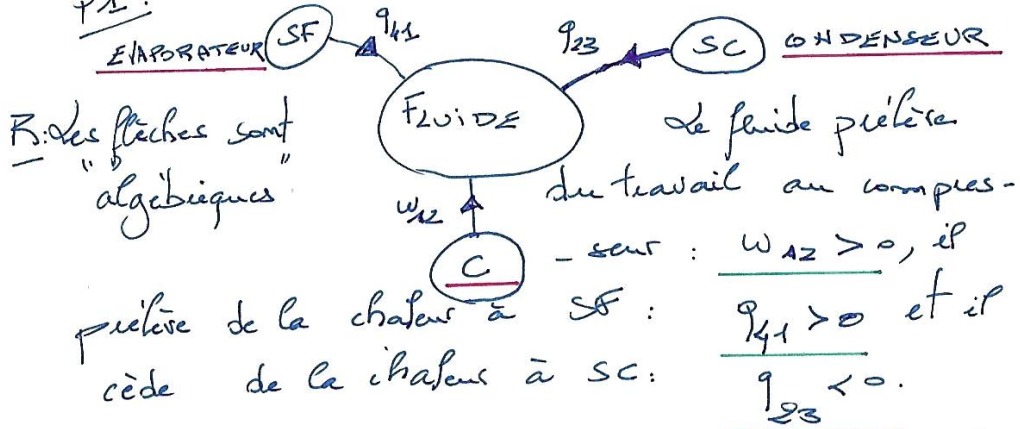 P1.
SF q41 q23 SC CONDENSEUR
EVAPORATEUR
FLUIDE
R: Les flèches sont Le fluide prélève
"algébriques" du travail au compres-
w12
C -seur : w12 > 0, il
prélève de la chaleur à SF : q41 > 0 et il
cède de la chaleur à SC : q23 < 0.